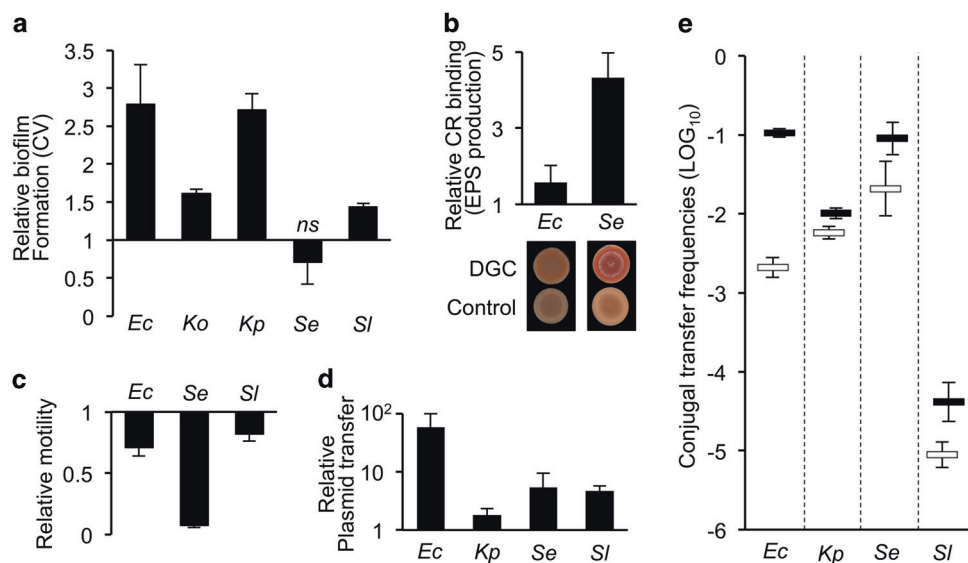 a
3.5
3
2.5
2
1.5
1
0.5
0
Relative biofilm
Formation (CV)
ns
Ec Ko Kp Se Sl
b
5
3
1
Relative CR binding
(EPS production)
Ec Se
DGC
Control
c
Ec Se Sl
1
0.5
0
Relative motility
d
10²
10
1
Relative
Plasmid transfer
Ec Kp Se Sl
e
0
-1
-2
-3
-4
-5
-6
Conjugal transfer frequencies (LOG₁₀)
Ec Kp Se Sl